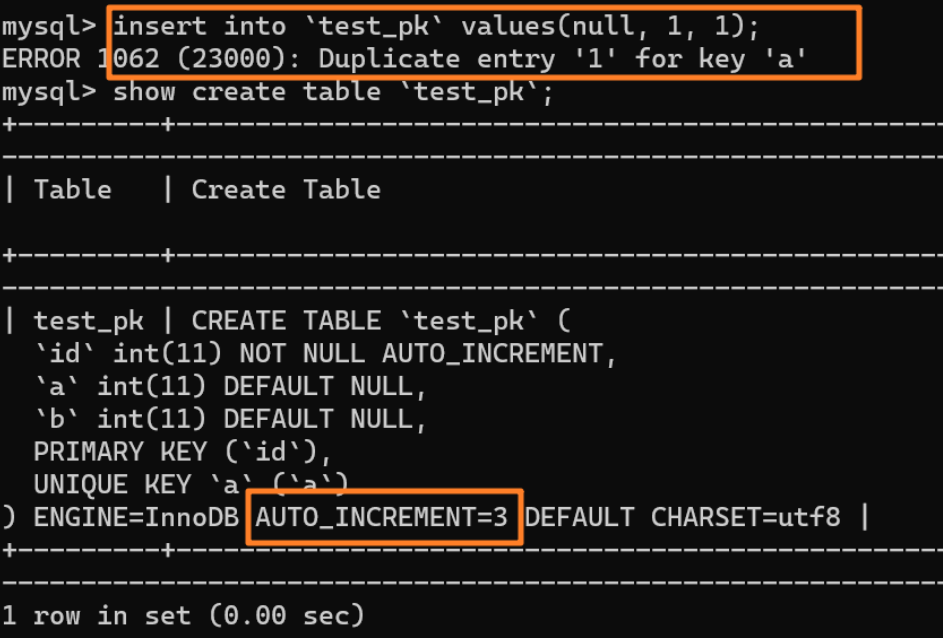 mysql> insert into `test_pk` values(null, 1, 1);
ERROR 1062 (23000): Duplicate entry '1' for key 'a'
mysql> show create table `test_pk`;
+---------+------------------------------------------------
-----------------------------------------------------------
| Table   | Create Table
+---------+------------------------------------------------
-----------------------------------------------------------
| test_pk | CREATE TABLE `test_pk` (
  `id` int(11) NOT NULL AUTO_INCREMENT,
  `a` int(11) DEFAULT NULL,
  `b` int(11) DEFAULT NULL,
  PRIMARY KEY (`id`),
  UNIQUE KEY `a` (`a`)
) ENGINE=InnoDB AUTO_INCREMENT=3 DEFAULT CHARSET=utf8 |
+---------+------------------------------------------------
-----------------------------------------------------------
1 row in set (0.00 sec)